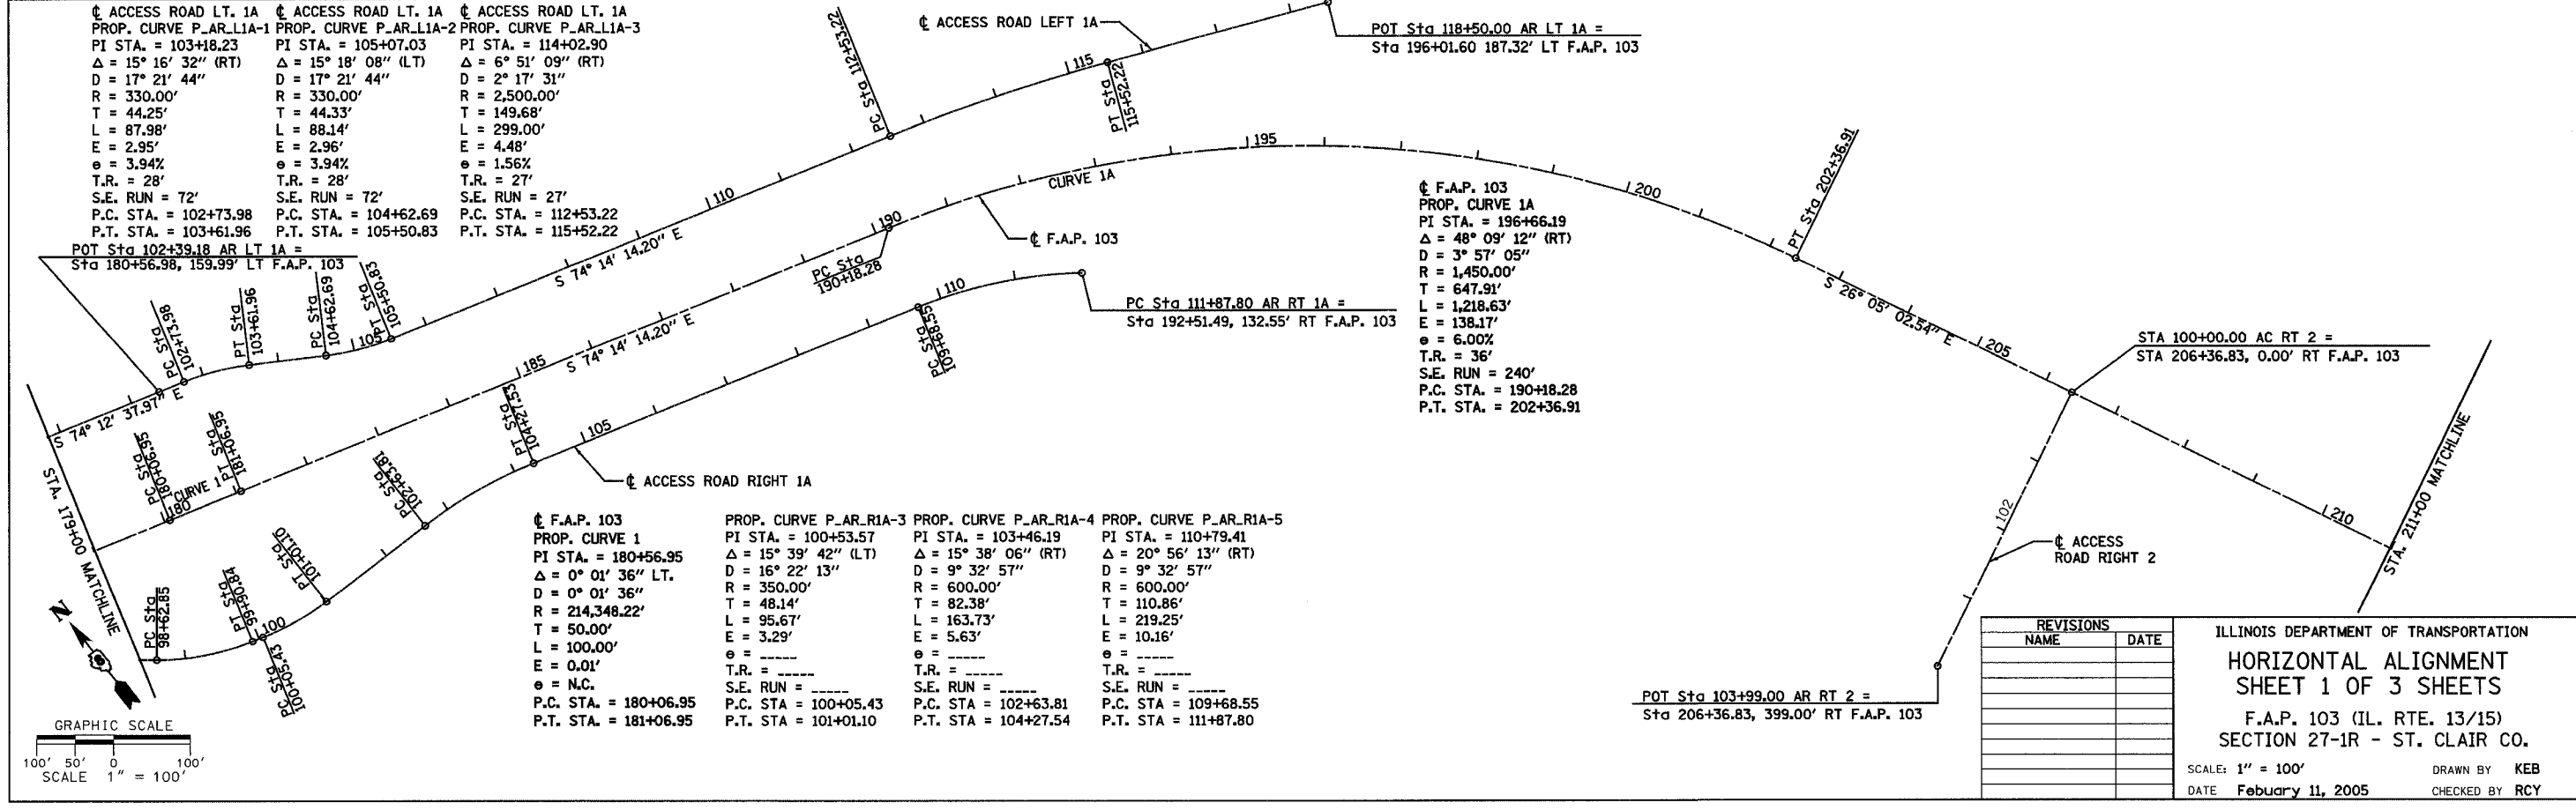 ℄ ACCESS ROAD LT. 1A
PROP. CURVE P_AR_L1A-1
PI STA. = 103+18.23
Δ = 15° 16' 32" (RT)
D = 17° 21' 44"
R = 330.00'
T = 44.25'
L = 87.98'
E = 2.95'
e = 3.94%
T.R. = 28'
S.E. RUN = 72'
P.C. STA. = 102+73.98
P.T. STA. = 103+61.96
℄ ACCESS ROAD LT. 1A
PROP. CURVE P_AR_L1A-2
PI STA. = 105+07.03
Δ = 15° 18' 08" (LT)
D = 17° 21' 44"
R = 330.00'
T = 44.33'
L = 88.14'
E = 2.96'
e = 3.94%
T.R. = 28'
S.E. RUN = 72'
P.C. STA. = 104+62.69
P.T. STA. = 105+50.83
℄ ACCESS ROAD LT. 1A
PROP. CURVE P_AR_L1A-3
PI STA. = 114+02.90
Δ = 6° 51' 09" (RT)
D = 2° 17' 31"
R = 2,500.00'
T = 149.68'
L = 299.00'
E = 4.48'
e = 1.56%
T.R. = 27'
S.E. RUN = 27'
P.C. STA. = 112+53.22
P.T. STA. = 115+52.22
POT Sta 102+39.18 AR LT 1A =
Sta 180+56.98, 159.99' LT F.A.P. 103
PC Sta 112+53.22
℄ ACCESS ROAD LEFT 1A
115
PT Sta
115+52.22
POT Sta 118+50.00 AR LT 1A =
Sta 196+01.60 187.32' LT F.A.P. 103
110
S 74° 14' 14.20" E
PC Sta
102+73.98
PT Sta
103+61.96
PC Sta
104+62.69
PT Sta
105+50.83
105
S 74° 12' 37.97" E
195
CURVE 1A
190
PC Sta
190+18.28
℄ F.A.P. 103
200
PT Sta 202+36.91
S 26° 05' 02.54" E
205
185
S 74° 14' 14.20" E
PC Sta
180+06.95
PT Sta
181+06.95
CURVE 1
180
STA. 179+00 MATCHLINE
110
PC Sta
109+68.55
PC Sta 111+87.80 AR RT 1A =
Sta 192+51.49, 132.55' RT F.A.P. 103
℄ F.A.P. 103
PROP. CURVE 1A
PI STA. = 196+66.19
Δ = 48° 09' 12" (RT)
D = 3° 57' 05"
R = 1,450.00'
T = 647.91'
L = 1,218.63'
E = 138.17'
e = 6.00%
T.R. = 36'
S.E. RUN = 240'
P.C. STA. = 190+18.28
P.T. STA. = 202+36.91
STA 100+00.00 AC RT 2 =
STA 206+36.83, 0.00' RT F.A.P. 103
PT Sta
104+27.53
105
℄ ACCESS ROAD RIGHT 1A
PC Sta
102+63.81
PT Sta
101+01.10
PC Sta
98+62.85
PT Sta
99+90.84
100
PC Sta
100+05.43
210
STA. 211+00 MATCHLINE
102
℄ ACCESS
ROAD RIGHT 2
POT Sta 103+99.00 AR RT 2 =
Sta 206+36.83, 399.00' RT F.A.P. 103
℄ F.A.P. 103
PROP. CURVE 1
PI STA. = 180+56.95
Δ = 0° 01' 36" LT.
D = 0° 01' 36"
R = 214,348.22'
T = 50.00'
L = 100.00'
E = 0.01'
e = N.C.
P.C. STA. = 180+06.95
P.T. STA. = 181+06.95
PROP. CURVE P_AR_R1A-3
PI STA. = 100+53.57
Δ = 15° 39' 42" (LT)
D = 16° 22' 13"
R = 350.00'
T = 48.14'
L = 95.67'
E = 3.29'
e = _____
T.R. = _____
S.E. RUN = _____
P.C. STA = 100+05.43
P.T. STA = 101+01.10
PROP. CURVE P_AR_R1A-4
PI STA. = 103+46.19
Δ = 15° 38' 06" (RT)
D = 9° 32' 57"
R = 600.00'
T = 82.38'
L = 163.73'
E = 5.63'
e = _____
T.R. = _____
S.E. RUN = _____
P.C. STA = 102+63.81
P.T. STA = 104+27.54
PROP. CURVE P_AR_R1A-5
PI STA. = 110+79.41
Δ = 20° 56' 13" (RT)
D = 9° 32' 57"
R = 600.00'
T = 110.86'
L = 219.25'
E = 10.16'
e = _____
T.R. = _____
S.E. RUN = _____
P.C. STA = 109+68.55
P.T. STA = 111+87.80
N
GRAPHIC SCALE
100' 50' 0 100'
SCALE 1" = 100'
REVISIONS
NAME DATE
ILLINOIS DEPARTMENT OF TRANSPORTATION
HORIZONTAL ALIGNMENT
SHEET 1 OF 3 SHEETS
F.A.P. 103 (IL. RTE. 13/15)
SECTION 27-1R - ST. CLAIR CO.
SCALE: 1" = 100' DRAWN BY KEB
DATE Febuary 11, 2005 CHECKED BY RCY